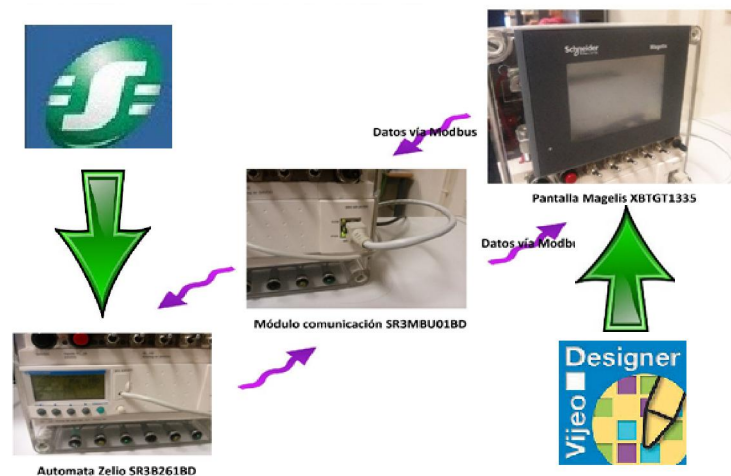 Schneider
Magelis
Datos vía Modbus
Pantalla Magelis XBTGT1335
Datos vía Modbu
Módulo comunicación SR3MBU01BD
Designer
Vijeo
Automata Zelio SR3B261BD